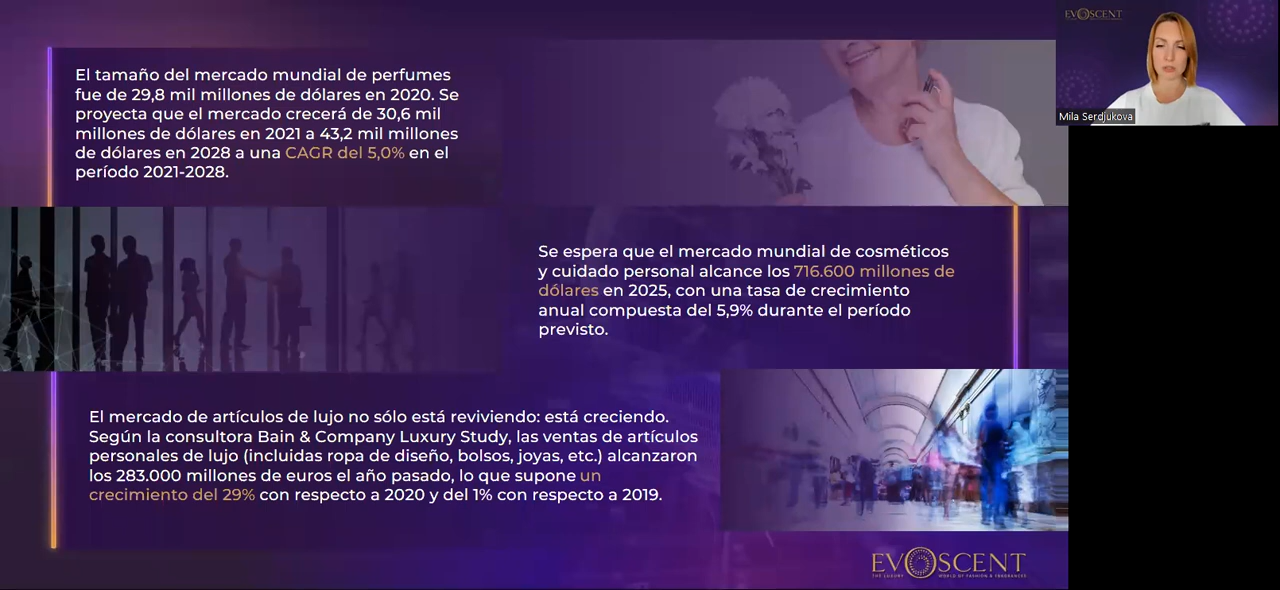 El tamaño del mercado mundial de perfumes
fue de 29,8 mil millones de dólares en 2020. Se
proyecta que el mercado crecerá de 30,6 mil
millones de dólares en 2021 a 43,2 mil millones
de dólares en 2028 a una CAGR del 5,0% en el
período 2021-2028.
EVOSCENT
Mila Serdjukova
Se espera que el mercado mundial de cosméticos
y cuidado personal alcance los 716.600 millones de
dólares en 2025, con una tasa de crecimiento
anual compuesta del 5,9% durante el período
previsto.
El mercado de artículos de lujo no sólo está reviviendo: está creciendo.
Según la consultora Bain & Company Luxury Study, las ventas de artículos
personales de lujo (incluidas ropa de diseño, bolsos, joyas, etc.) alcanzaron
los 283.000 millones de euros el año pasado, lo que supone un
crecimiento del 29% con respecto a 2020 y del 1% con respecto a 2019.
EVOSCENT
THE LUXURY WORLD OF FASHION & FRAGRANCES